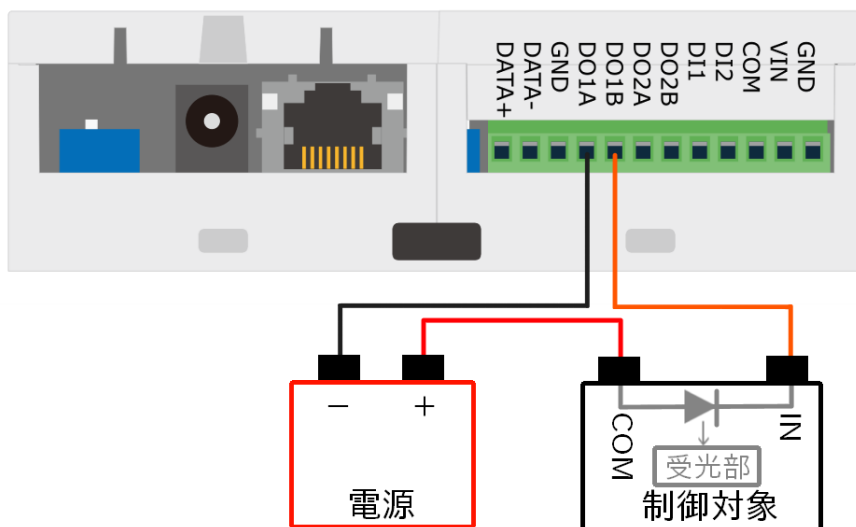 DATA+
DATA-
GND
DO1A
DO1B
DO2A
DO2B
DI1
DI2
COM
VIN
GND
− +
電源
COM
IN
受光部
制御対象